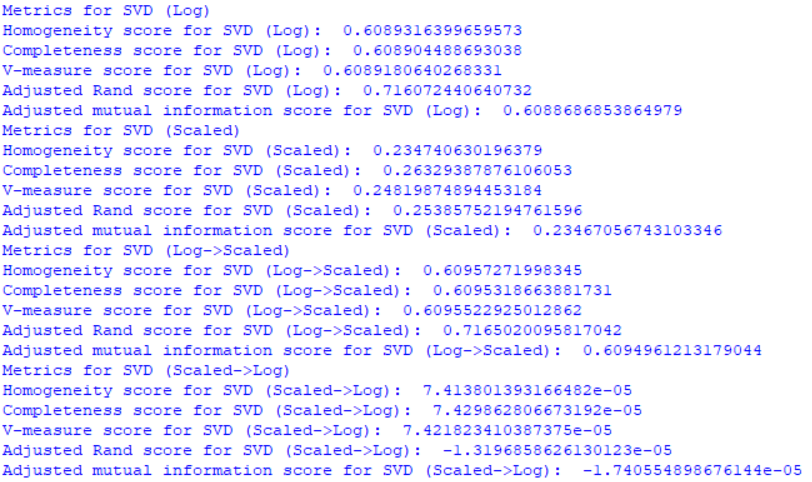 Metrics for SVD (Log)
Homogeneity score for SVD (Log):  0.6089316399659573
Completeness score for SVD (Log):  0.608904488693038
V-measure score for SVD (Log):  0.6089180640268331
Adjusted Rand score for SVD (Log):  0.716072440640732
Adjusted mutual information score for SVD (Log):  0.6088686853864979
Metrics for SVD (Scaled)
Homogeneity score for SVD (Scaled):  0.234740630196379
Completeness score for SVD (Scaled):  0.26329387876106053
V-measure score for SVD (Scaled):  0.24819874894453184
Adjusted Rand score for SVD (Scaled):  0.25385752194761596
Adjusted mutual information score for SVD (Scaled):  0.23467056743103346
Metrics for SVD (Log->Scaled)
Homogeneity score for SVD (Log->Scaled):  0.60957271998345
Completeness score for SVD (Log->Scaled):  0.6095318663881731
V-measure score for SVD (Log->Scaled):  0.6095522925012862
Adjusted Rand score for SVD (Log->Scaled):  0.7165020095817042
Adjusted mutual information score for SVD (Log->Scaled):  0.6094961213179044
Metrics for SVD (Scaled->Log)
Homogeneity score for SVD (Scaled->Log):  7.413801393166482e-05
Completeness score for SVD (Scaled->Log):  7.429862806673192e-05
V-measure score for SVD (Scaled->Log):  7.421823410387375e-05
Adjusted Rand score for SVD (Scaled->Log):  -1.3196858626130123e-05
Adjusted mutual information score for SVD (Scaled->Log):  -1.740554898676144e-05